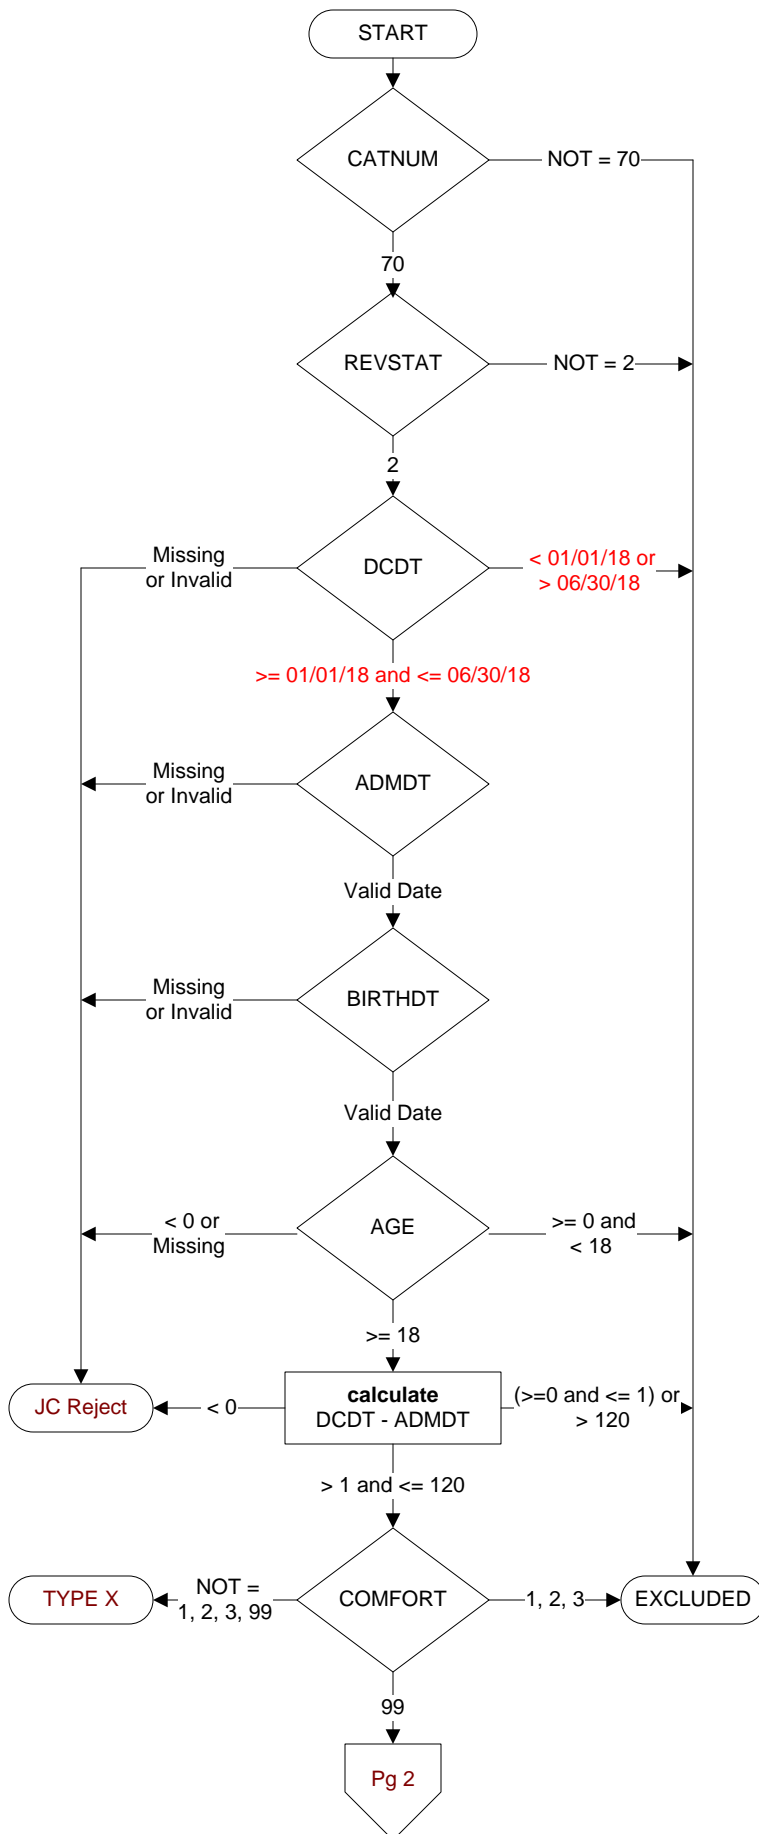 START
CATNUM
NOT = 70
70
REVSTAT
NOT = 2
2
Missing
or Invalid
DCDT
< 01/01/18 or
> 06/30/18
>= 01/01/18 and <= 06/30/18
Missing
or Invalid
ADMDT
Valid Date
Missing
or Invalid
BIRTHDT
Valid Date
< 0 or
Missing
AGE
>= 0 and
< 18
>= 18
JC Reject
< 0
calculate
DCDT - ADMDT
(>=0 and <= 1) or
> 120
> 1 and <= 120
TYPE X
NOT =
1, 2, 3, 99
COMFORT
1, 2, 3
EXCLUDED
99
Pg 2